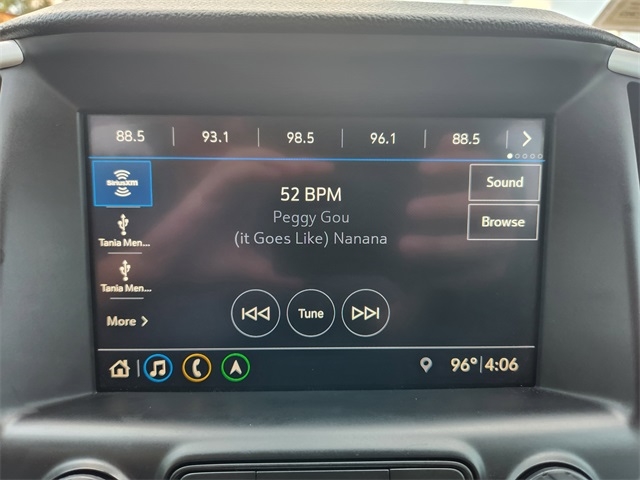 88.5 93.1 98.5 96.1 88.5
SiriusXM
52 BPM
Sound
Peggy Gou
Browse
(it Goes Like) Nanana
Tania Men...
Tania Men...
Tune
More
96° 4:06